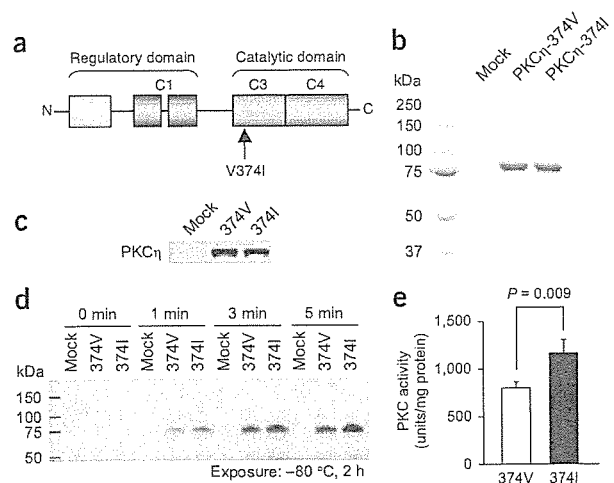 a
Regulatory domain
Catalytic domain
C1
C3
C4
N
C
V374I
b
Mock
PKCη-374V
PKCη-374I
kDa
250
150
100
75
50
37
c
Mock
374V
374I
PKCη
d
0 min
1 min
3 min
5 min
Mock
374V
374I
Mock
374V
374I
Mock
374V
374I
Mock
374V
374I
kDa
150
100
75
50
Exposure: –80 °C, 2 h
e
P = 0.009
PKC activity
(units/mg protein)
1,500
1,000
500
0
374V
374I